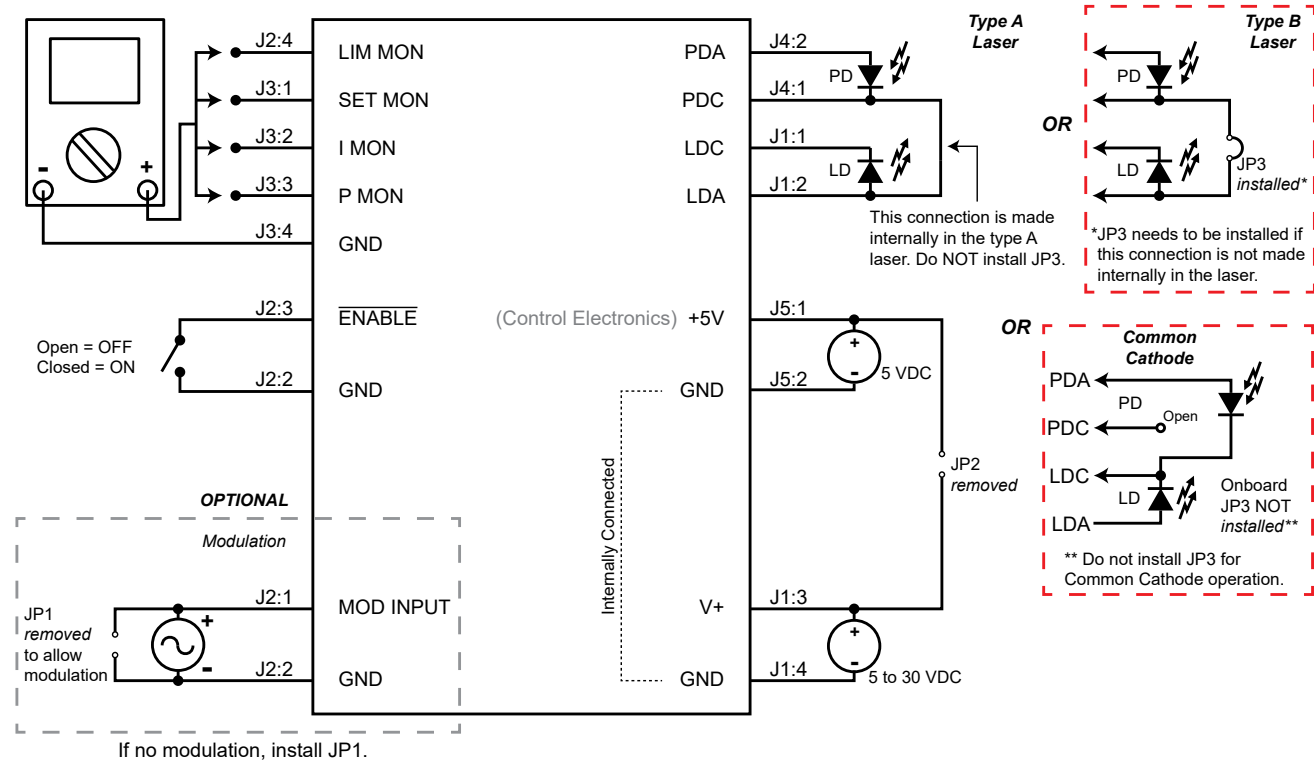 J2:4
LIM MON
J3:1
SET MON
J3:2
I MON
J3:3
P MON
J3:4
GND
-
+
J2:3
ENABLE
Open = OFF
Closed = ON
J2:2
GND
OPTIONAL
Modulation
J2:1
MOD INPUT
JP1
removed
to allow
modulation
+
-
J2:2
GND
If no modulation, install JP1.
(Control Electronics)
Internally Connected
PDA
J4:2
PD
PDC
J4:1
LDC
J1:1
LD
LDA
J1:2
Type A
Laser
This connection is made
internally in the type A
laser. Do NOT install JP3.
+5V
J5:1
+
-
5 VDC
GND
J5:2
JP2
removed
V+
J1:3
+
-
5 to 30 VDC
GND
J1:4
OR
Type B
Laser
PD
LD
JP3
installed*
*JP3 needs to be installed if
this connection is not made
internally in the laser.
OR
Common
Cathode
PDA
PD
PDC
Open
LDC
LD
LDA
Onboard
JP3 NOT
installed**
** Do not install JP3 for
Common Cathode operation.